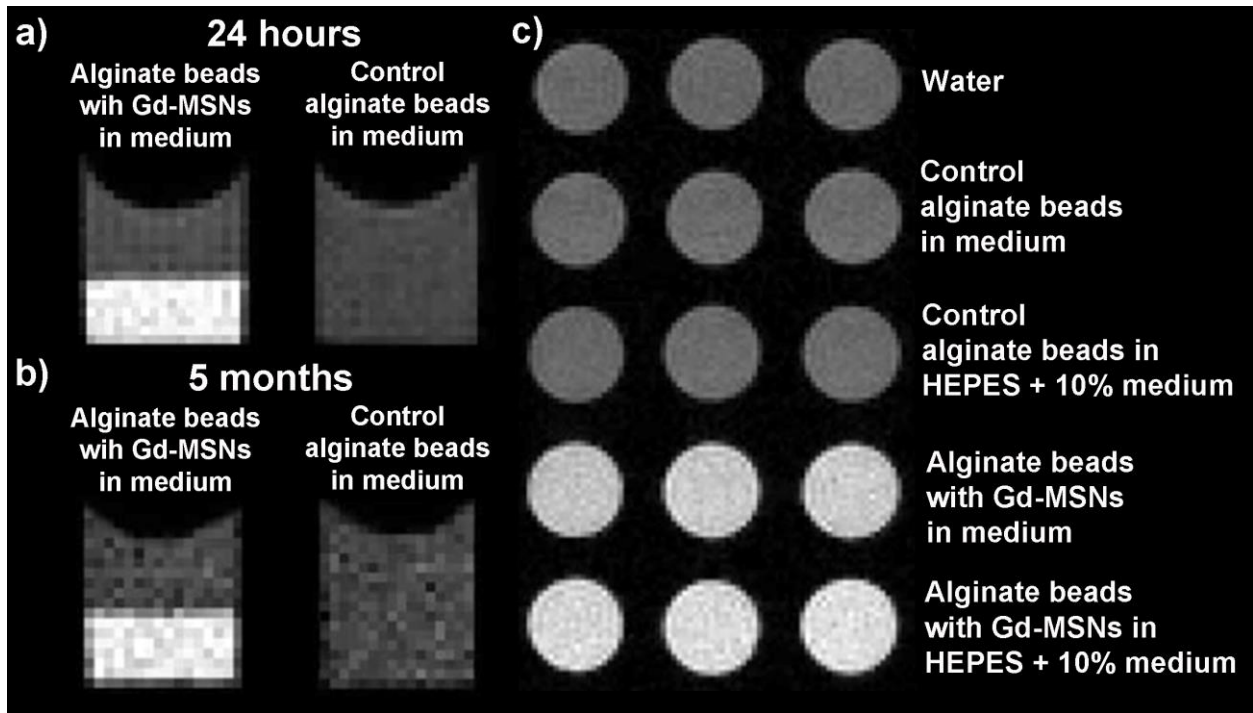 a)
24 hours
Alginate beads
wih Gd-MSNs
in medium
Control
alginate beads
in medium
b)
5 months
Alginate beads
wih Gd-MSNs
in medium
Control
alginate beads
in medium
c)
Water
Control
alginate beads
in medium
Control
alginate beads in
HEPES + 10% medium
Alginate beads
with Gd-MSNs
in medium
Alginate beads
with Gd-MSNs in
HEPES + 10% medium